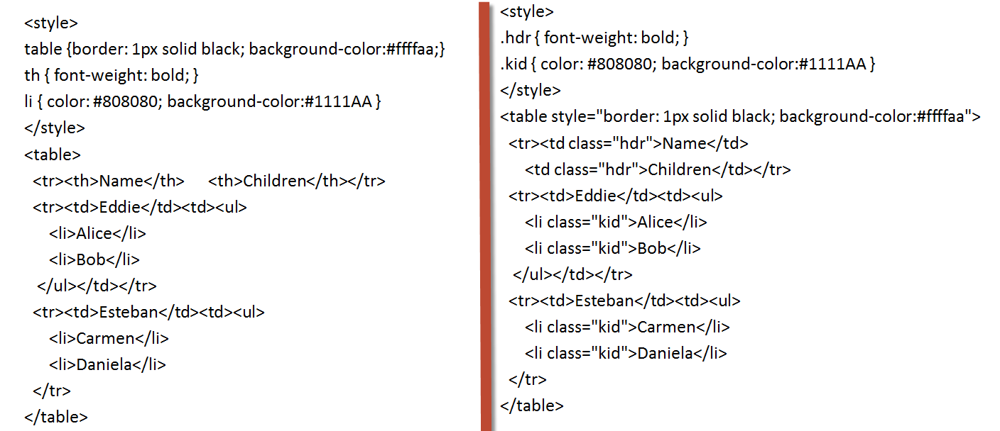 <style>
table {border: 1px solid black; background-color:#ffffaa;}
th { font-weight: bold; }
li { color: #808080; background-color:#1111AA }
</style>
<table>
<tr><th>Name</th> <th>Children</th></tr>
<tr><td>Eddie</td><td><ul>
<li>Alice</li>
<li>Bob</li>
</ul></td></tr>
<tr><td>Esteban</td><td><ul>
<li>Carmen</li>
<li>Daniela</li>
</tr>
</table>
<style>
.hdr { font-weight: bold; }
.kid { color: #808080; background-color:#1111AA }
</style>
<table style="border: 1px solid black; background-color:#ffffaa">
<tr><td class="hdr">Name</td>
<td class="hdr">Children</td></tr>
<tr><td>Eddie</td><td><ul>
<li class="kid">Alice</li>
<li class="kid">Bob</li>
</ul></td></tr>
<tr><td>Esteban</td><td><ul>
<li class="kid">Carmen</li>
<li class="kid">Daniela</li>
</tr>
</table>